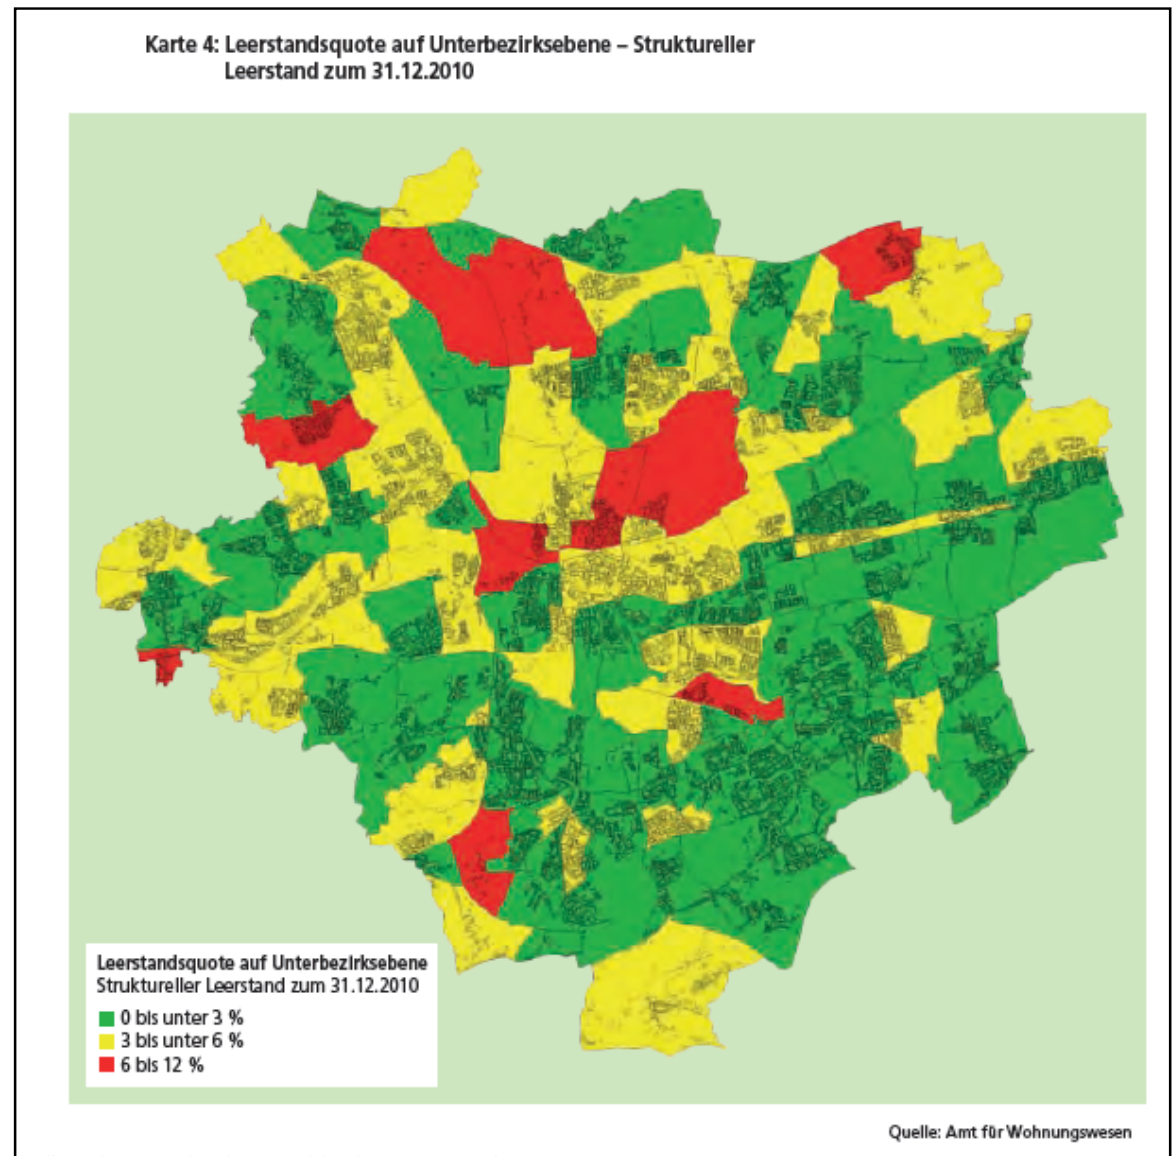 Karte 4: Leerstandsquote auf Unterbezirksebene – Struktureller
Leerstand zum 31.12.2010
Leerstandsquote auf Unterbezirksebene
Struktureller Leerstand zum 31.12.2010
0 bis unter 3 %
3 bis unter 6 %
6 bis 12 %
Quelle: Amt für Wohnungswesen